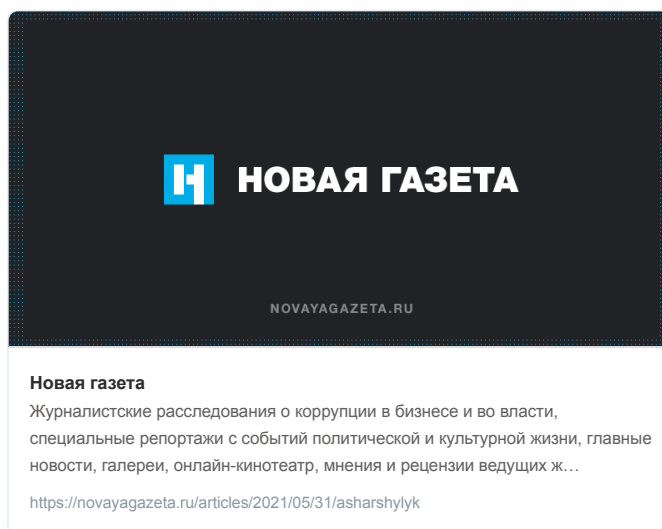 НОВАЯ ГАЗЕТА
NOVAYAGAZETA.RU
Новая газета
Журналистские расследования о коррупции в бизнесе и во власти,
специальные репортажи с событий политической и культурной жизни, главные
новости, галереи, онлайн-кинотеатр, мнения и рецензии ведущих ж…
https://novayagazeta.ru/articles/2021/05/31/asharshylyk